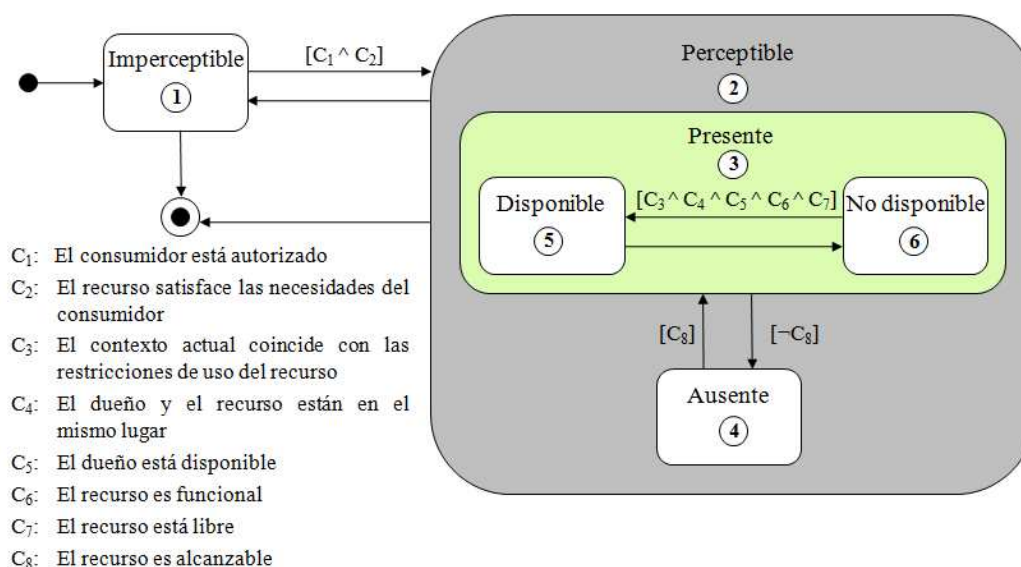 Imperceptible
1
[C₁ ^ C₂]
Perceptible
2
Presente
3
Disponible
5
[C₃ ^ C₄ ^ C₅ ^ C₆ ^ C₇]
No disponible
6
[C₈]
[¬C₈]
Ausente
4
C₁: El consumidor está autorizado
C₂: El recurso satisface las necesidades del
consumidor
C₃: El contexto actual coincide con las
restricciones de uso del recurso
C₄: El dueño y el recurso están en el
mismo lugar
C₅: El dueño está disponible
C₆: El recurso es funcional
C₇: El recurso está libre
C₈: El recurso es alcanzable